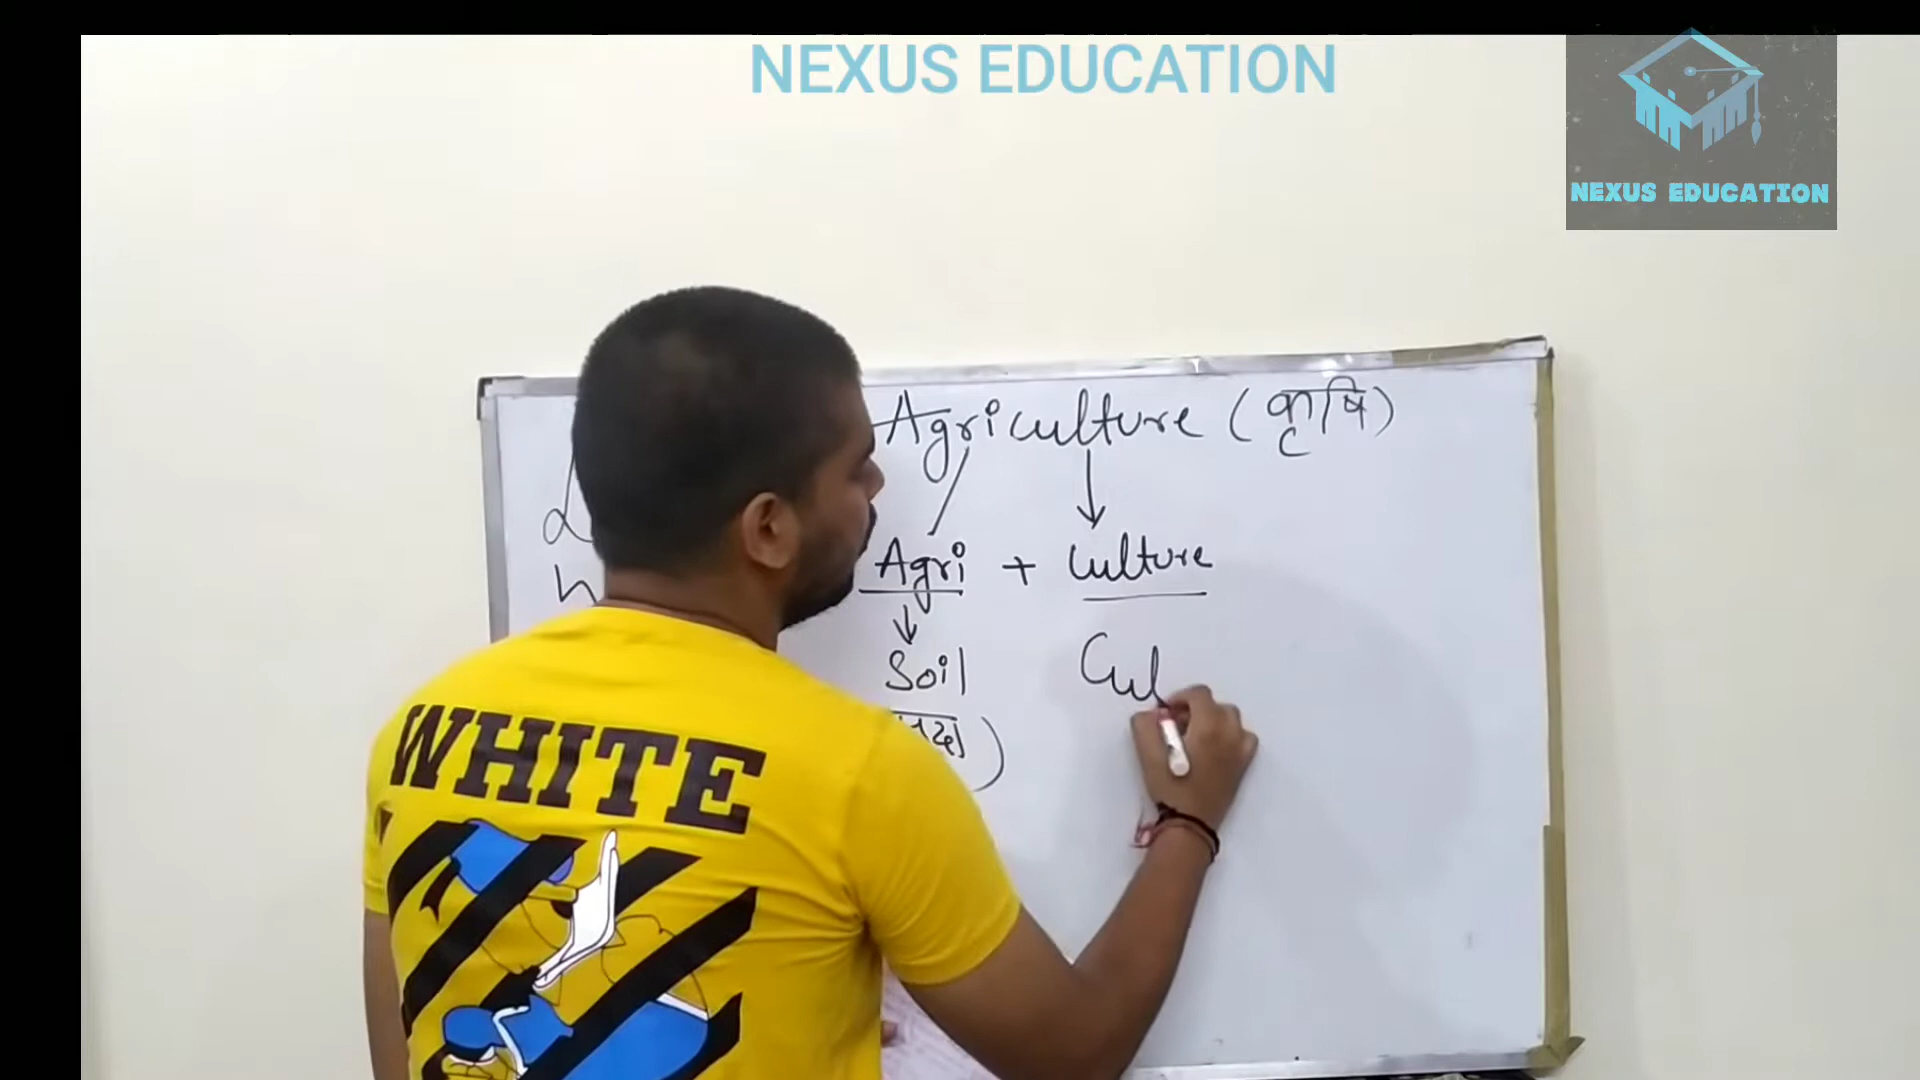 NEXUS EDUCATION
NEXUS EDUCATION
Agriculture (कृषि)
Agri + Culture
Soil
Cul
WHITE